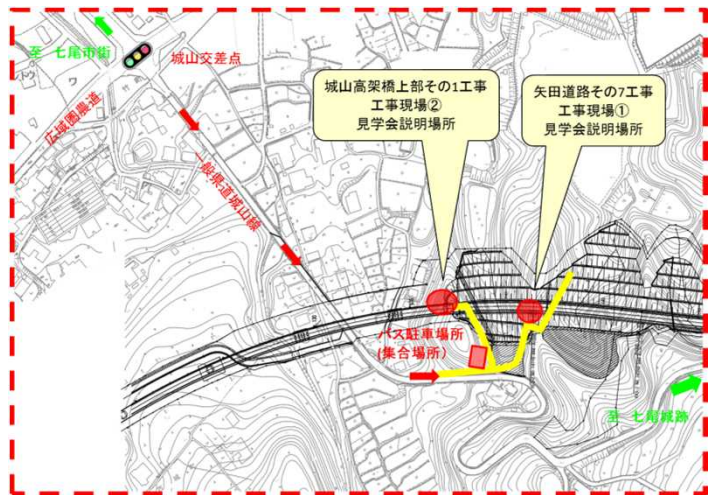 至 七尾市街
城山交差点
広域圏農道
一般県道城山線
城山高架橋上部その1工事
工事現場②
見学会説明場所
矢田道路その7工事
工事現場①
見学会説明場所
バス駐車場所
(集合場所)
至 七尾城跡